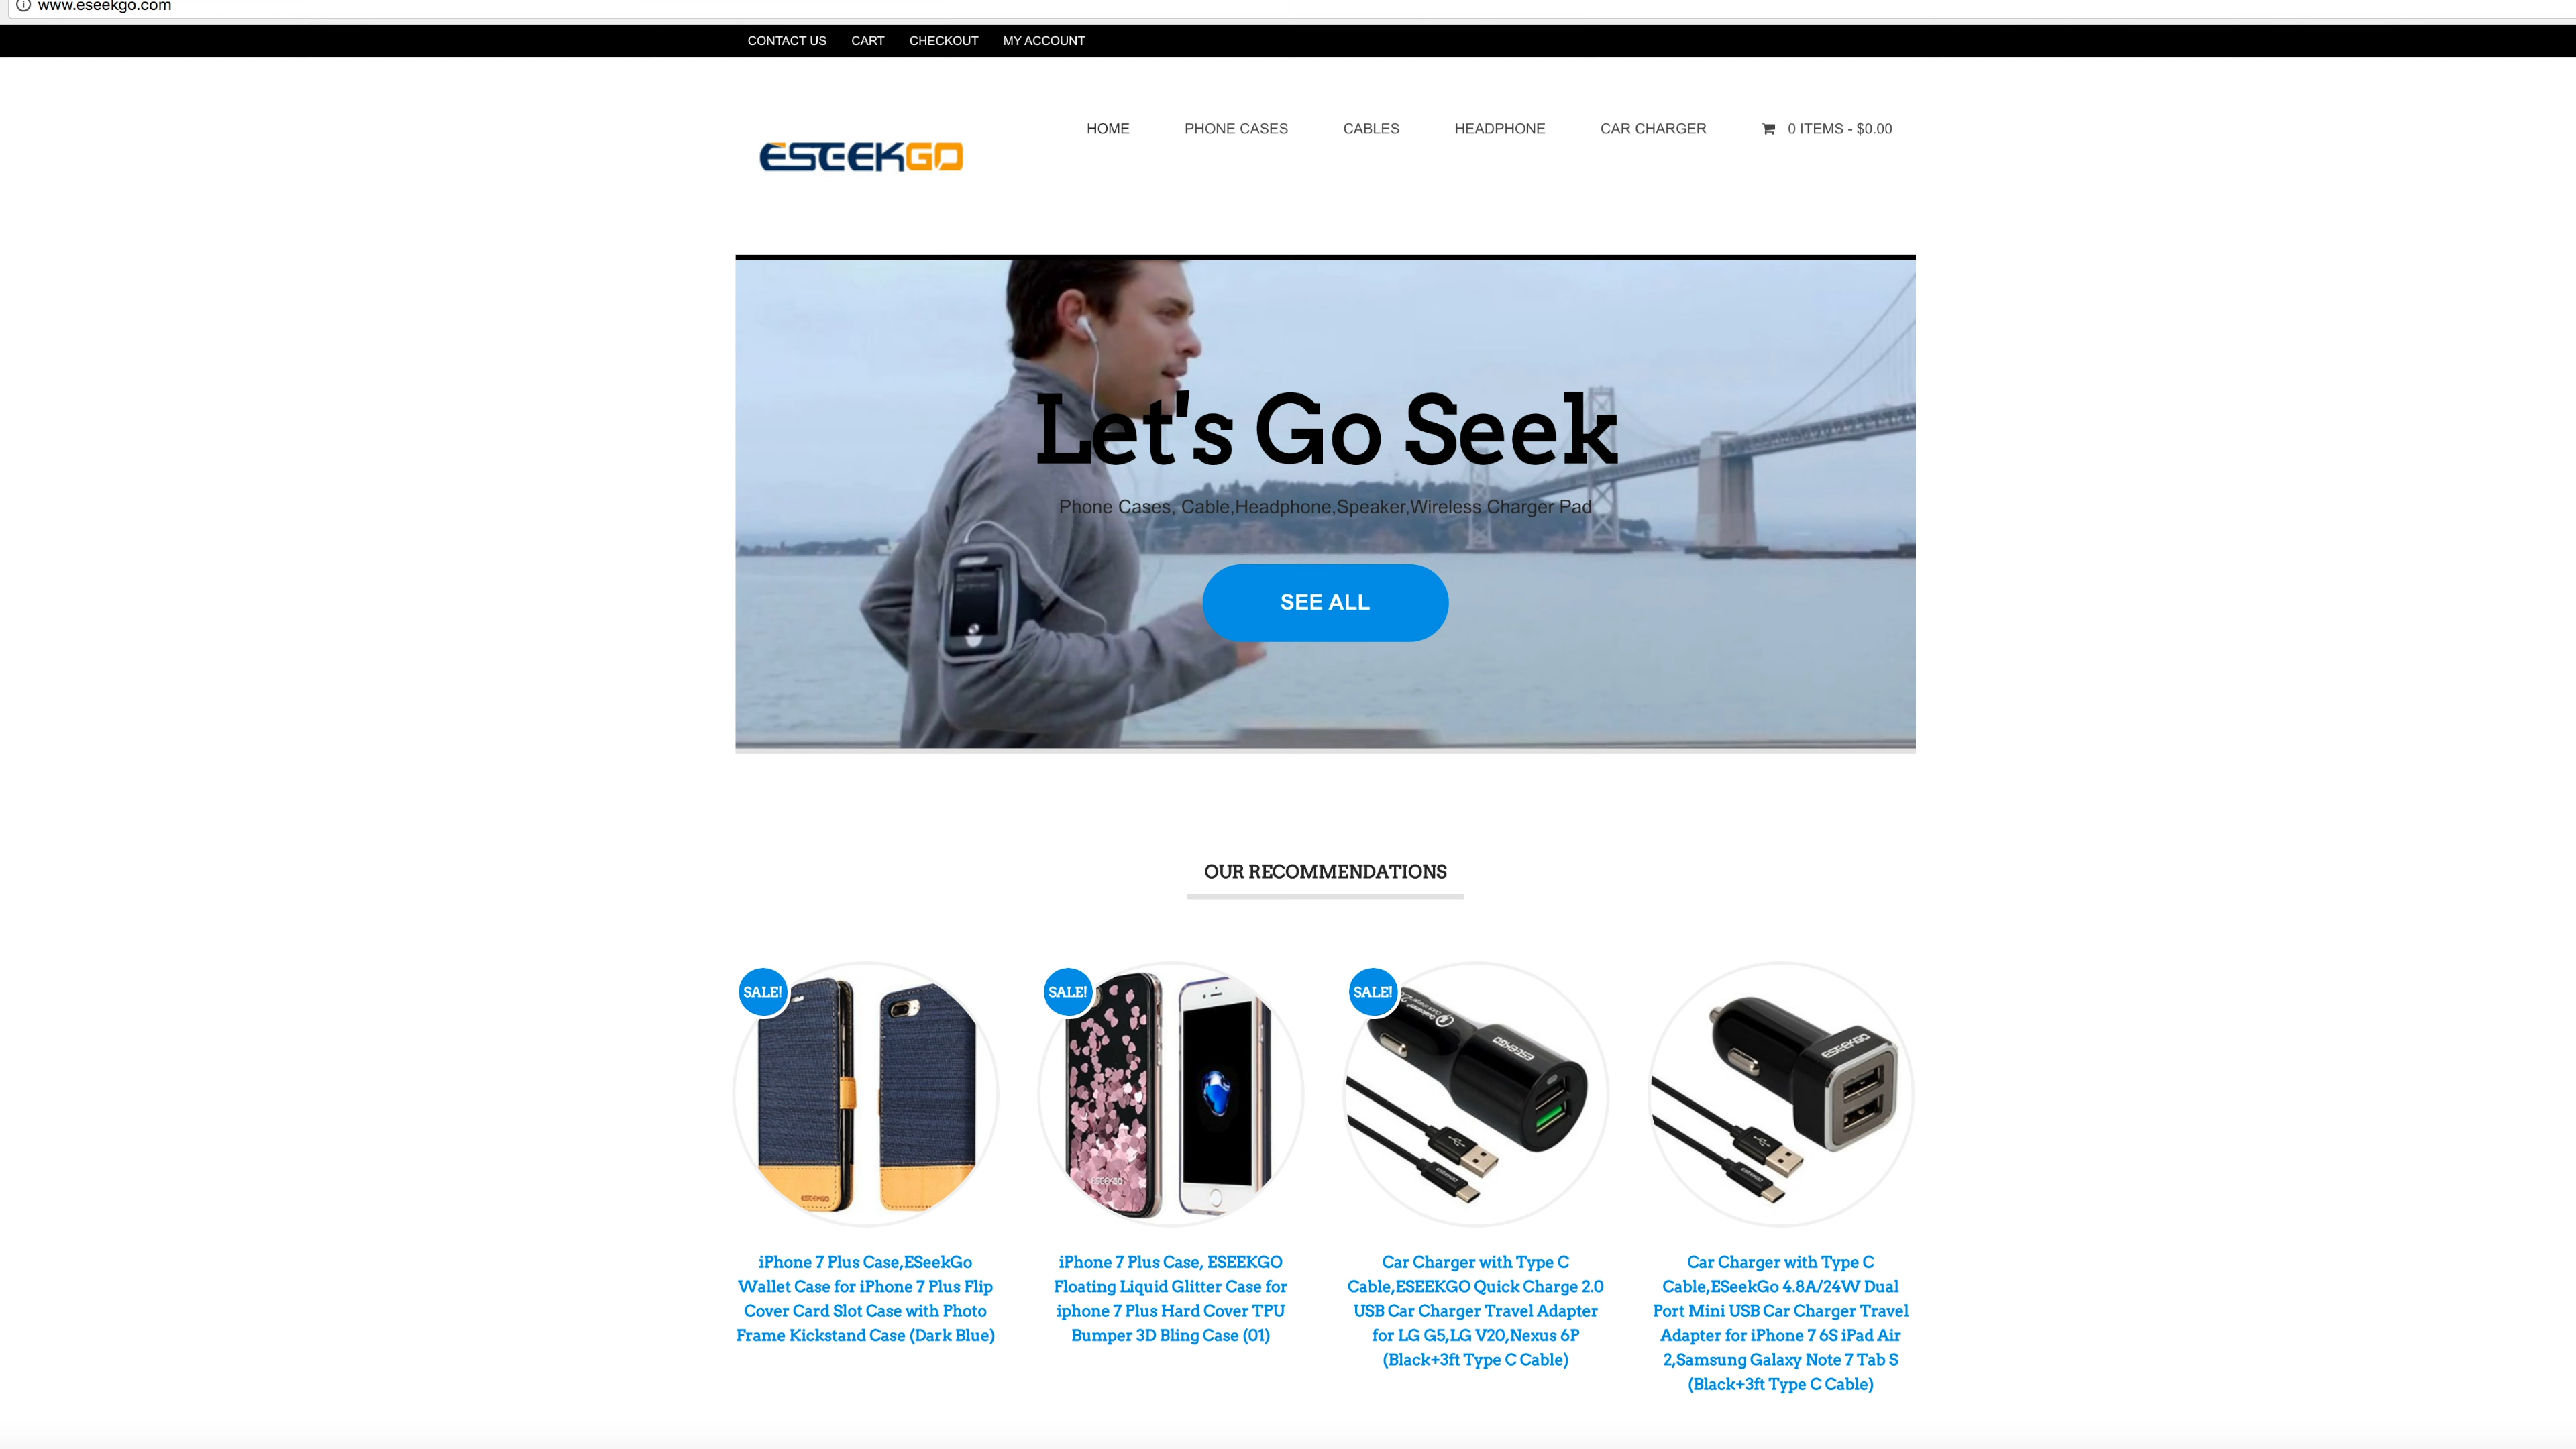 www.eseekgo.com
CONTACT US CART CHECKOUT MY ACCOUNT
HOME PHONE CASES CABLES HEADPHONE CAR CHARGER 0 ITEMS - $0.00
ESEEKGO
Let's Go Seek
Phone Cases, Cable,Headphone,Speaker,Wireless Charger Pad
SEE ALL
OUR RECOMMENDATIONS
SALE!
ESEEKGO
iPhone 7 Plus Case,ESeekGo
Wallet Case for iPhone 7 Plus Flip
Cover Card Slot Case with Photo
Frame Kickstand Case (Dark Blue)
SALE!
ESEEKGO
iPhone 7 Plus Case, ESEEKGO
Floating Liquid Glitter Case for
iphone 7 Plus Hard Cover TPU
Bumper 3D Bling Case (01)
SALE!
ESEEKGO
ESEEKGO
Car Charger with Type C
Cable,ESEEKGO Quick Charge 2.0
USB Car Charger Travel Adapter
for LG G5,LG V20,Nexus 6P
(Black+3ft Type C Cable)
ESEEKGO
ESEEKGO
Car Charger with Type C
Cable,ESeekGo 4.8A/24W Dual
Port Mini USB Car Charger Travel
Adapter for iPhone 7 6S iPad Air
2,Samsung Galaxy Note 7 Tab S
(Black+3ft Type C Cable)